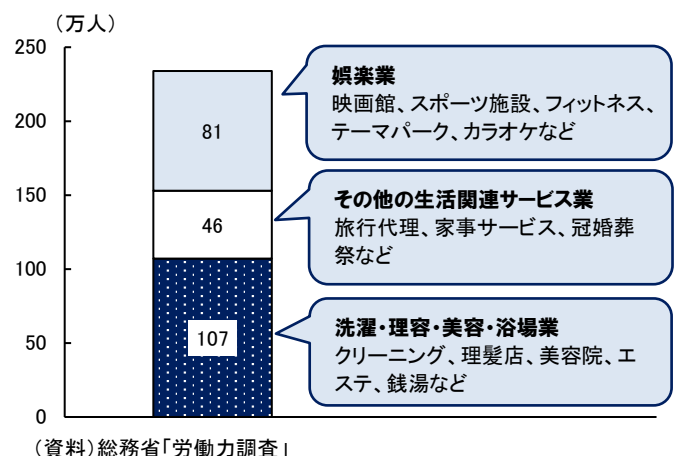 (万人)
250
200
150
100
50
0
81
46
107
娯楽業
映画館、スポーツ施設、フィットネス、
テーマパーク、カラオケなど
その他の生活関連サービス業
旅行代理、家事サービス、冠婚葬
祭など
洗濯・理容・美容・浴場業
クリーニング、理髪店、美容院、エ
ステ、銭湯など
(資料)総務省「労働力調査」